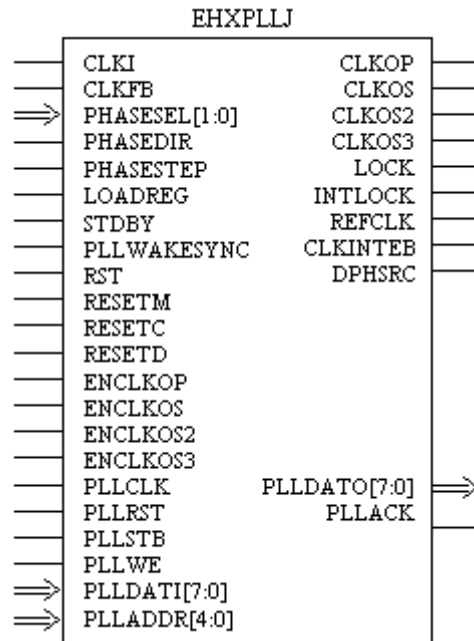 EHXPLLJ
CLKI CLKOP
CLKFB CLKOS
PHASESEL[1:0] CLKOS2
PHASEDIR CLKOS3
PHASESTEP LOCK
LOADREG INTLOCK
STDBY REFCLK
PLLWAKESYNC CLKINTEB
RST DPHSRC
RESETM
RESETC
RESETD
ENCLKOP
ENCLKOS
ENCLKOS2
ENCLKOS3
PLLCLK PLLDATO[7:0]
PLLRST PLLACK
PLLSTB
PLLWE
PLLDATI[7:0]
PLLADDR[4:0]